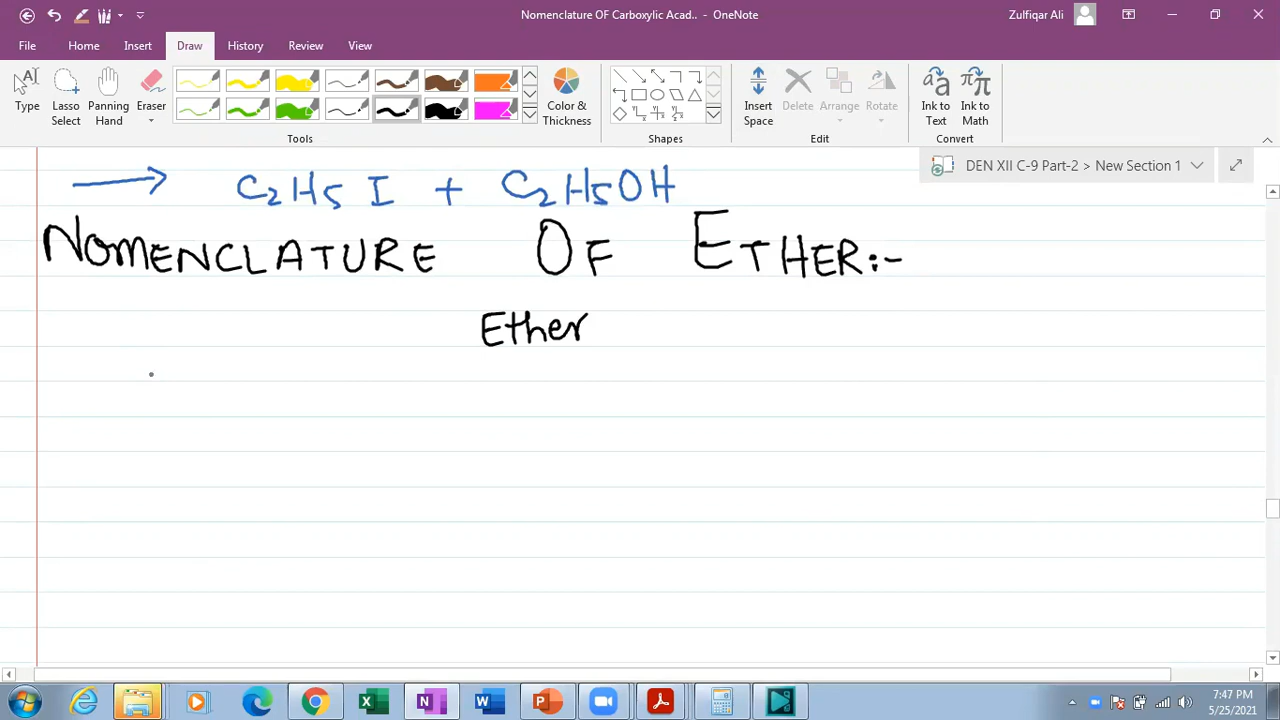 Nomenclature OF Carboxylic Acad.. - OneNote
Zulfiqar Ali
File Home Insert Draw History Review View
Type
Lasso Select
Panning Hand
Eraser
Color & Thickness
Insert Space
Delete
Arrange
Rotate
Ink to Text
Ink to Math
Tools
Shapes
Edit
Convert
DEN XII C-9 Part-2 > New Section 1
→ C2H5 I + C2H5OH
NOMENCLATURE OF ETHER:-
Ether
7:47 PM
5/25/2021